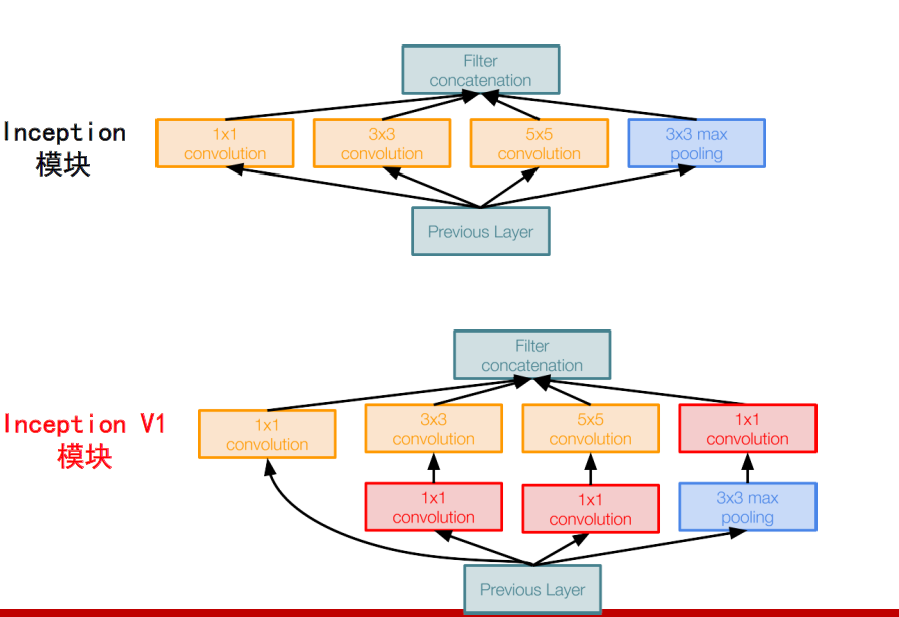 Filter
concatenation
Inception
模块
1x1
convolution
3x3
convolution
5x5
convolution
3x3 max
pooling
Previous Layer
Filter
concatenation
Inception V1
模块
1x1
convolution
3x3
convolution
5x5
convolution
1x1
convolution
1x1
convolution
1x1
convolution
3x3 max
pooling
Previous Layer